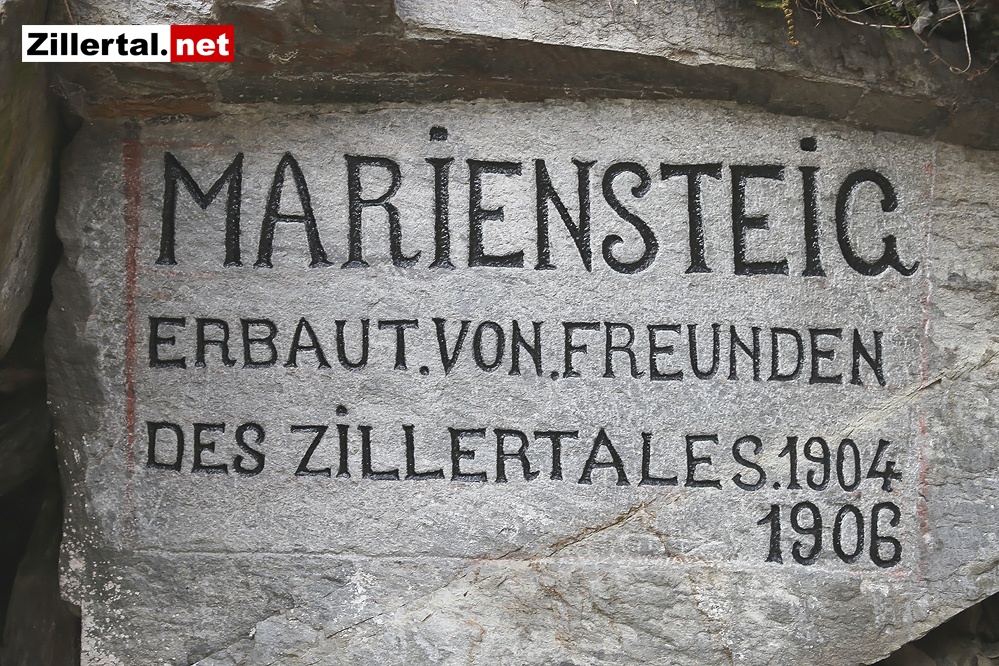 Zillertal.net
MARiENSTEiG
ERBAUT.VON.FREUNDEN
DES ZiLLERTALES.1904
1906